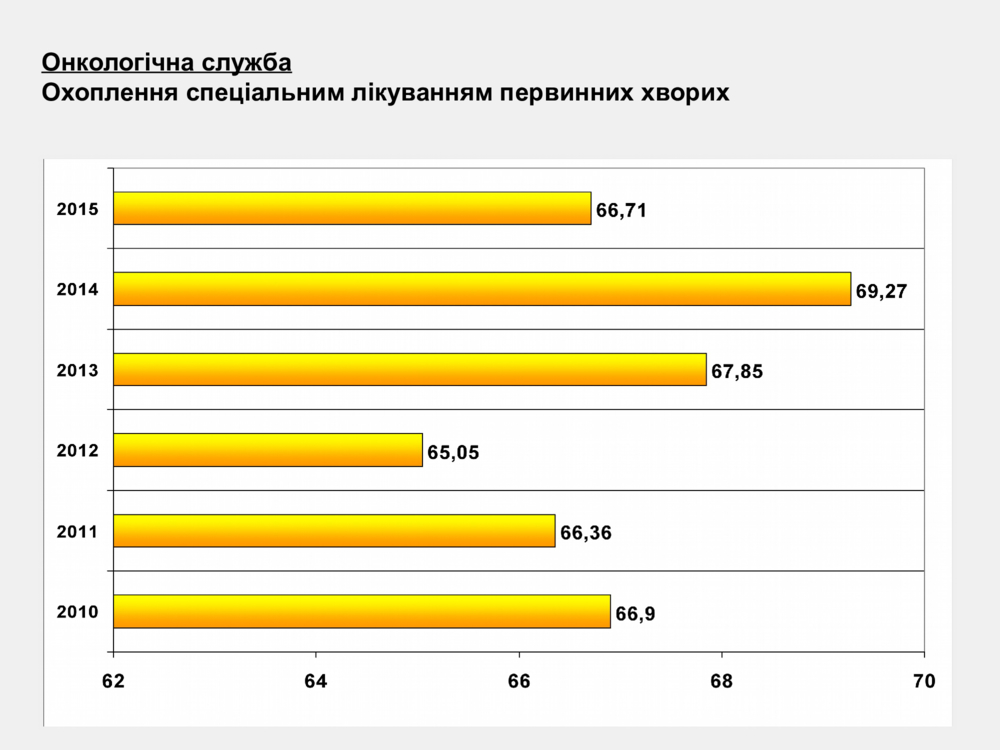 Онкологічна служба
Охоплення спеціальним лікуванням первинних хворих
2015 66,71
2014 69,27
2013 67,85
2012 65,05
2011 66,36
2010 66,9
62 64 66 68 70